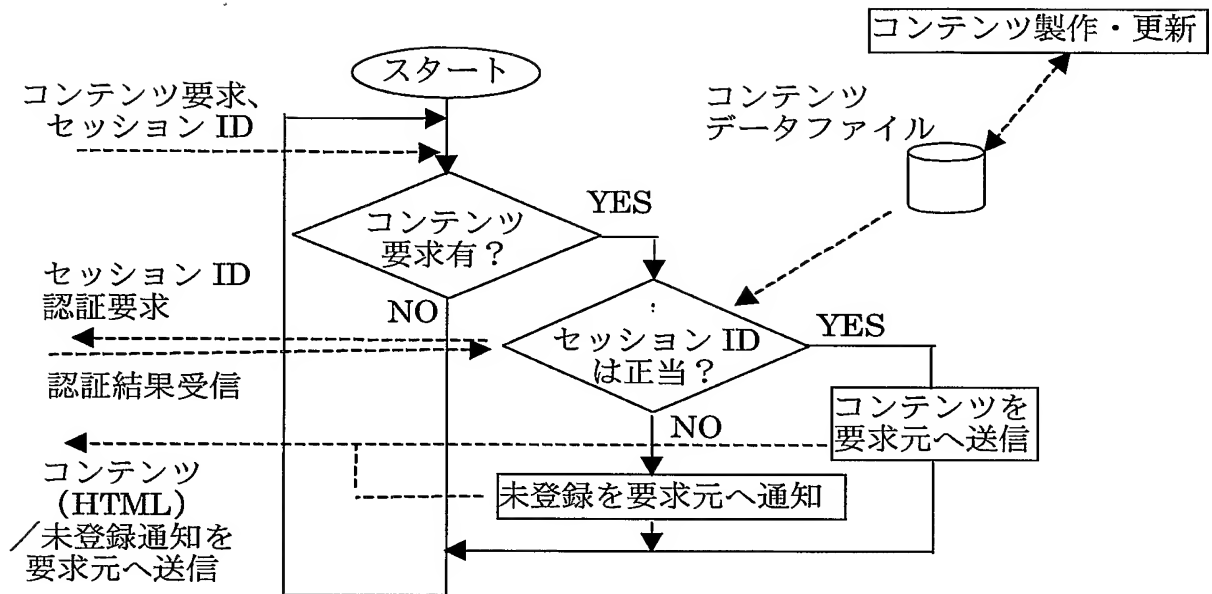 コンテンツ製作・更新
スタート
コンテンツ要求、
セッション ID
コンテンツ
データファイル
YES
コンテンツ
要求有？
セッション ID
認証要求
NO
YES
セッション ID
は正当？
認証結果受信
コンテンツを
要求元へ送信
NO
コンテンツ
(HTML)
／未登録通知を
要求元へ送信
未登録を要求元へ通知